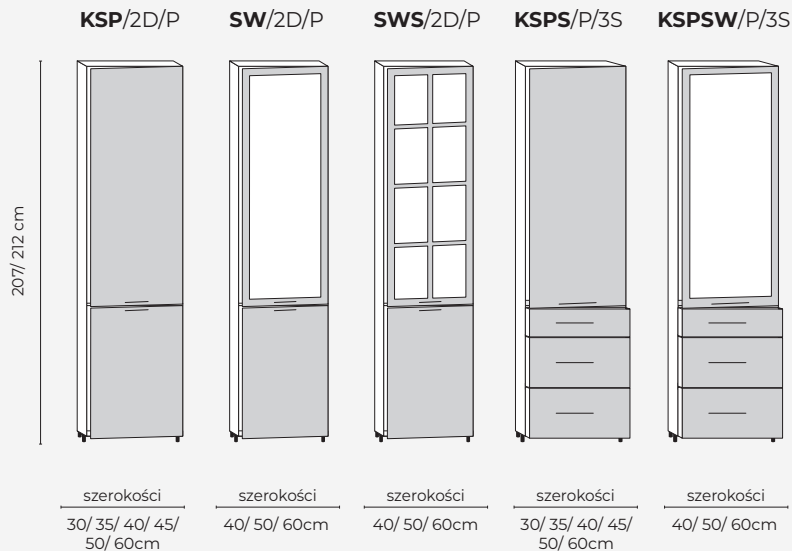 KSP/2D/P
SW/2D/P
SWS/2D/P
KSPS/P/3S
KSPSW/P/3S
207/ 212 cm
szerokości
30/ 35/ 40/ 45/
50/ 60cm
szerokości
40/ 50/ 60cm
szerokości
40/ 50/ 60cm
szerokości
30/ 35/ 40/ 45/
50/ 60cm
szerokości
40/ 50/ 60cm